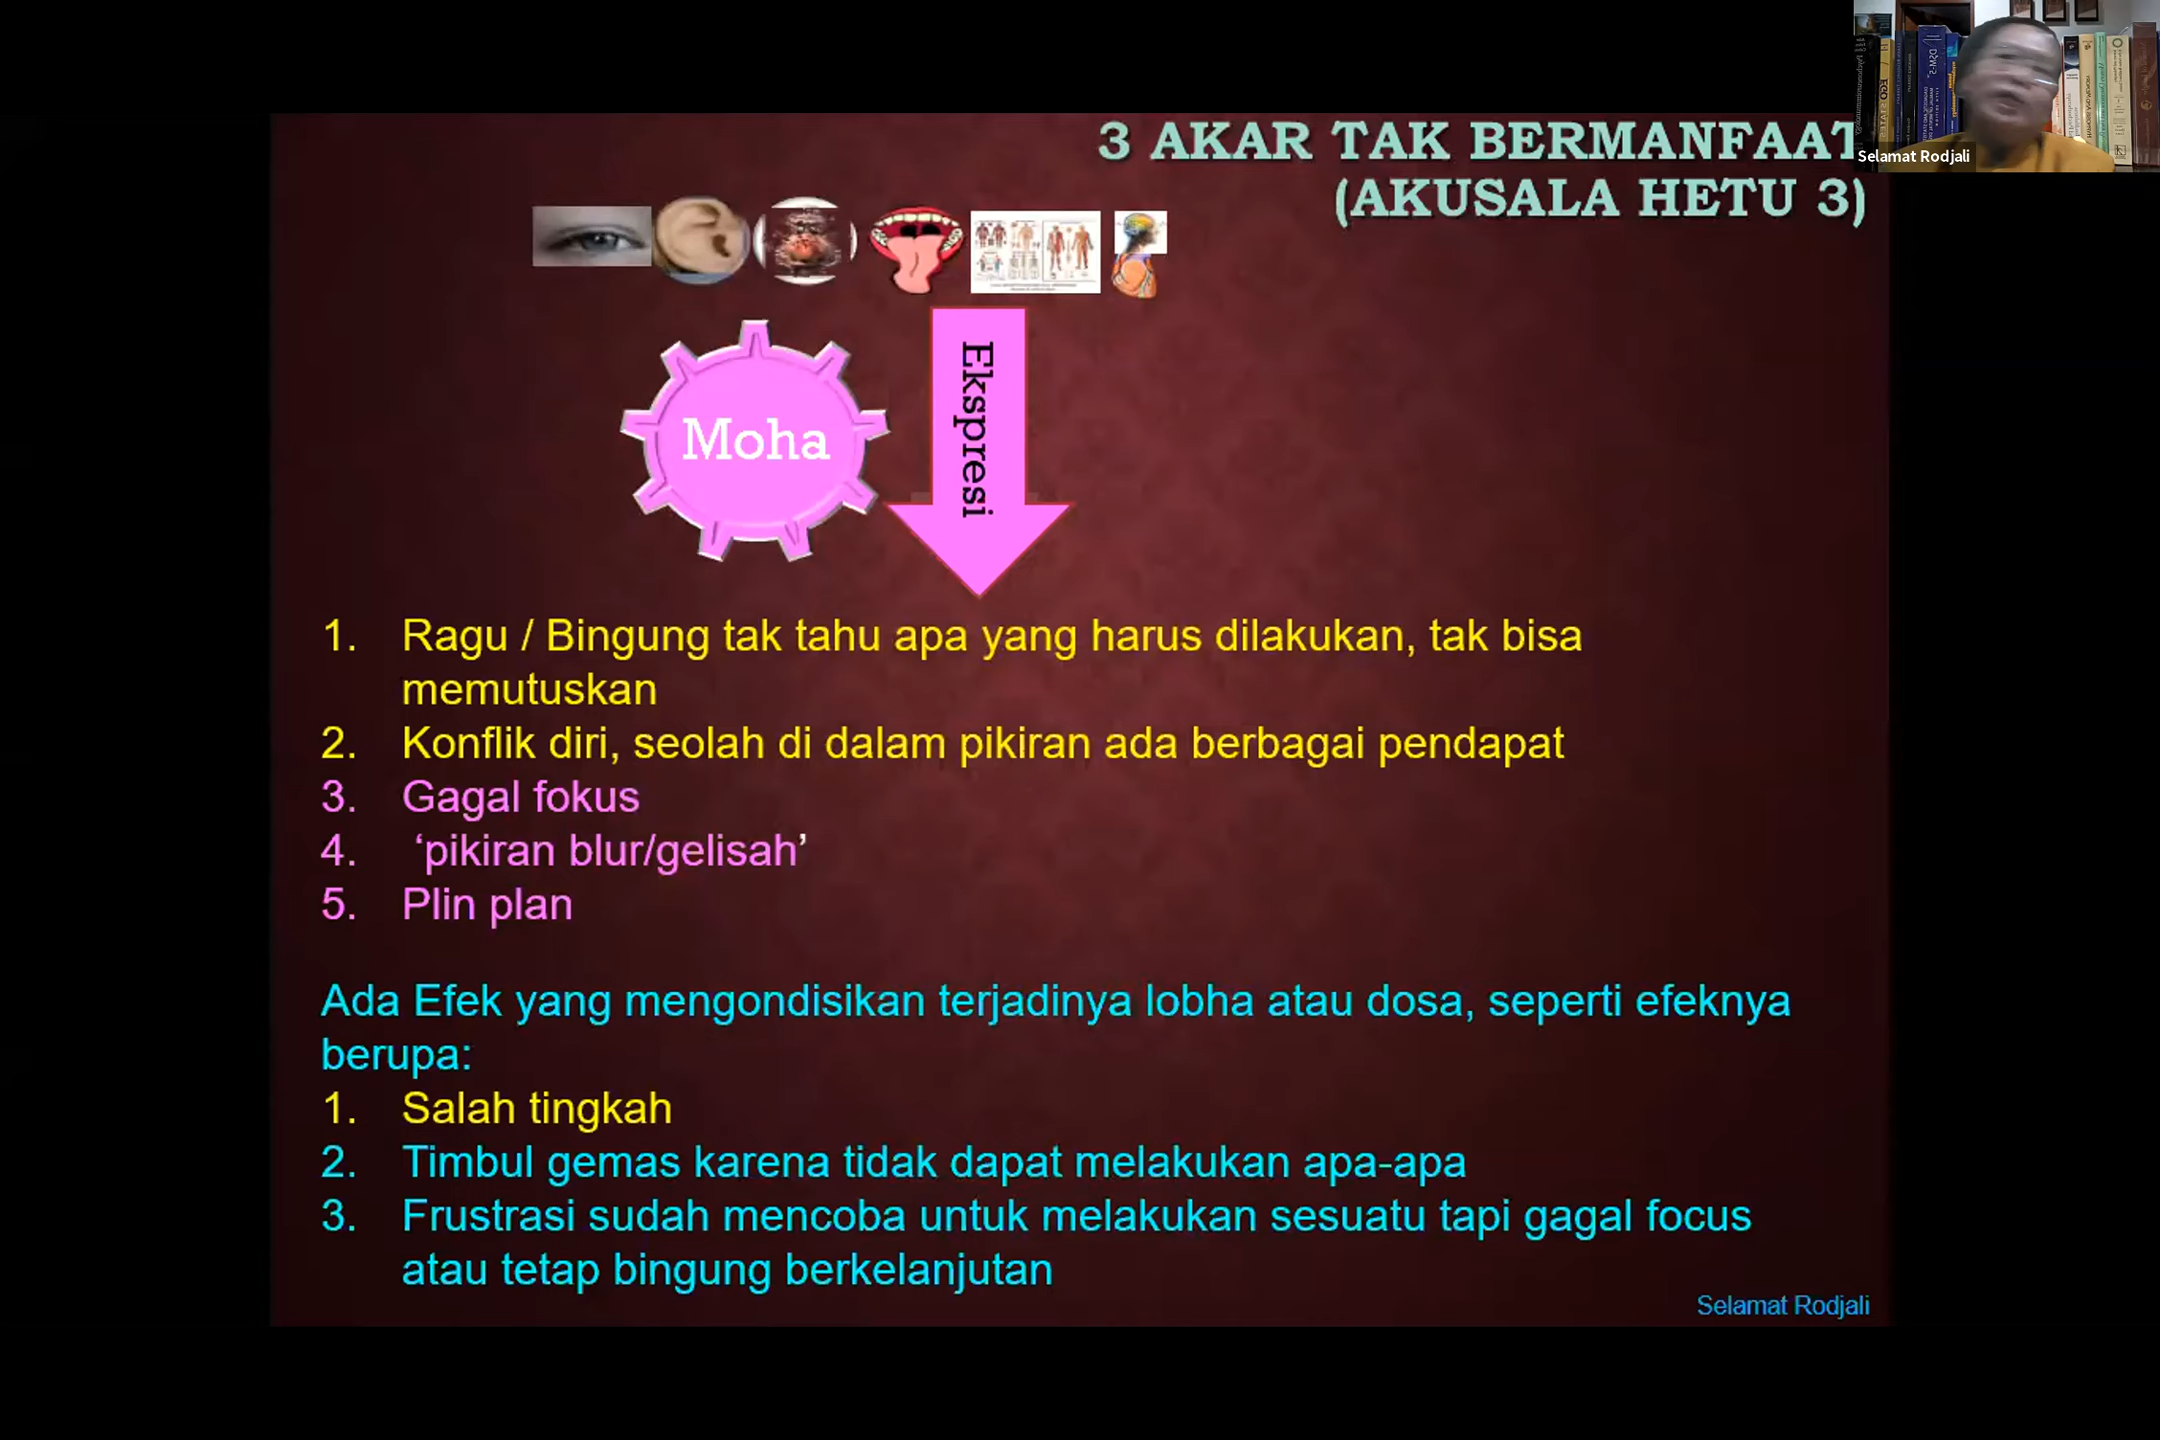 3 AKAR TAK BERMANFAAT
(AKUSALA HETU 3)
Selamat Rodjali
Moha
Ekspresi
1. Ragu / Bingung tak tahu apa yang harus dilakukan, tak bisa
memutuskan
2. Konflik diri, seolah di dalam pikiran ada berbagai pendapat
3. Gagal fokus
4. ‘pikiran blur/gelisah’
5. Plin plan
Ada Efek yang mengondisikan terjadinya lobha atau dosa, seperti efeknya
berupa:
1. Salah tingkah
2. Timbul gemas karena tidak dapat melakukan apa-apa
3. Frustrasi sudah mencoba untuk melakukan sesuatu tapi gagal focus
atau tetap bingung berkelanjutan
Selamat Rodjali